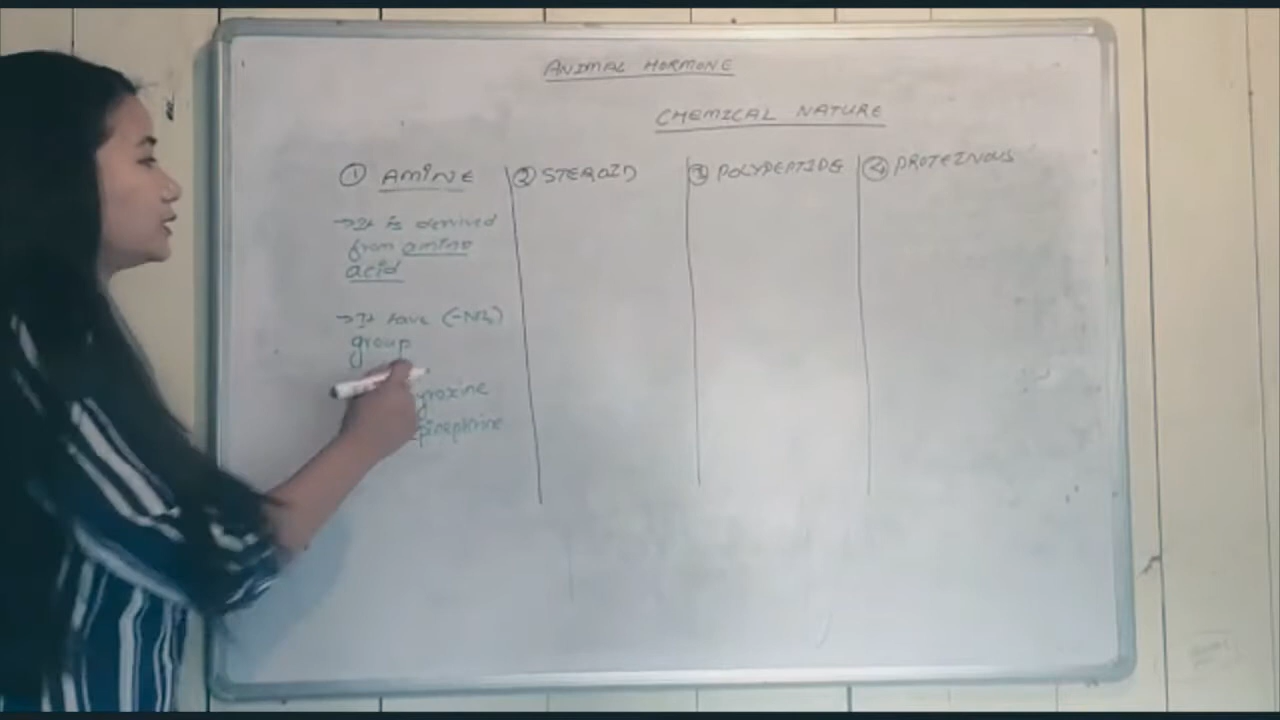 ANIMAL HORMONE
CHEMICAL NATURE
① AMINE
→ It is derived
from amino
acid
→ It have (-NH₂)
group
yroxine
pinephrine
② STEROID
③ POLYPEPTIDE
④ PROTEINOUS